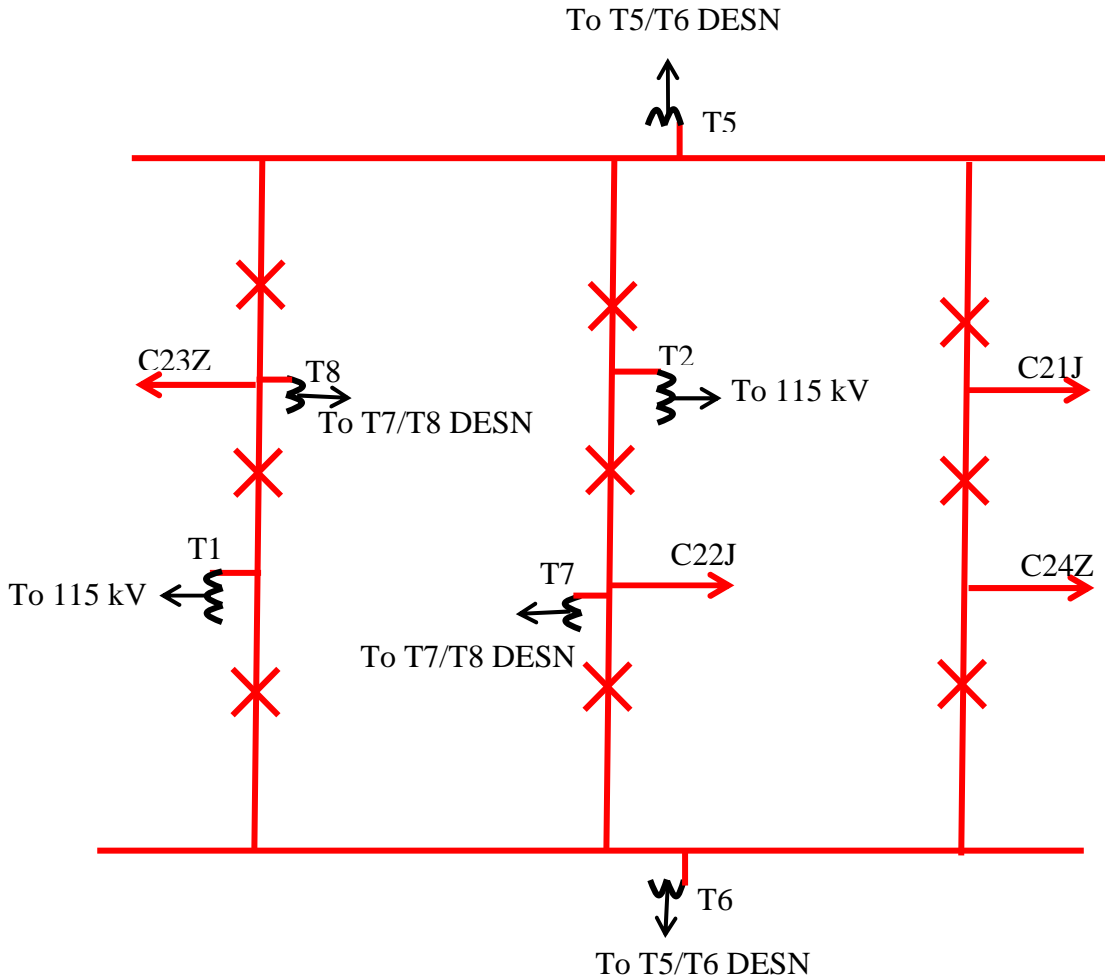 To T5/T6 DESN
T5
C23Z
T8
T2
C21J
To 115 kV
To T7/T8 DESN
T1
C22J
C24Z
T7
To 115 kV
To T7/T8 DESN
T6
To T5/T6 DESN